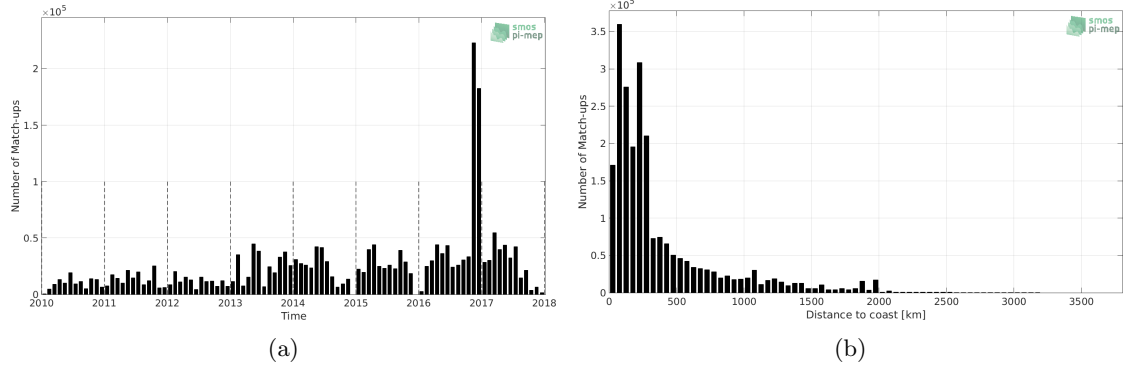 ×10⁵
smos
pi-mep
2
1.5
1
0.5
0
Number of Match-ups
2010 2011 2012 2013 2014 2015 2016 2017 2018
Time
(a)
×10⁵
smos
pi-mep
3.5
3
2.5
2
1.5
1
0.5
0
Number of Match-ups
0 500 1000 1500 2000 2500 3000 3500
Distance to coast [km]
(b)